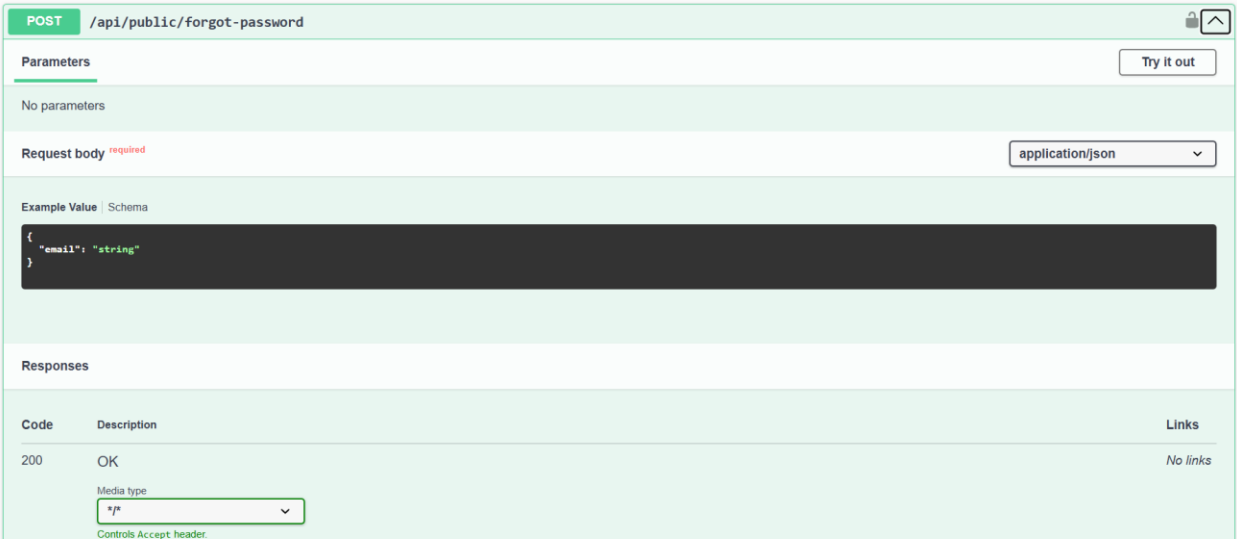 POST /api/public/forgot-password
Parameters
Try it out
No parameters
Request body required
application/json
Example Value Schema
{
"email": "string"
}
Responses
Code Description Links
200 OK No links
Media type
*/*
Controls Accept header.